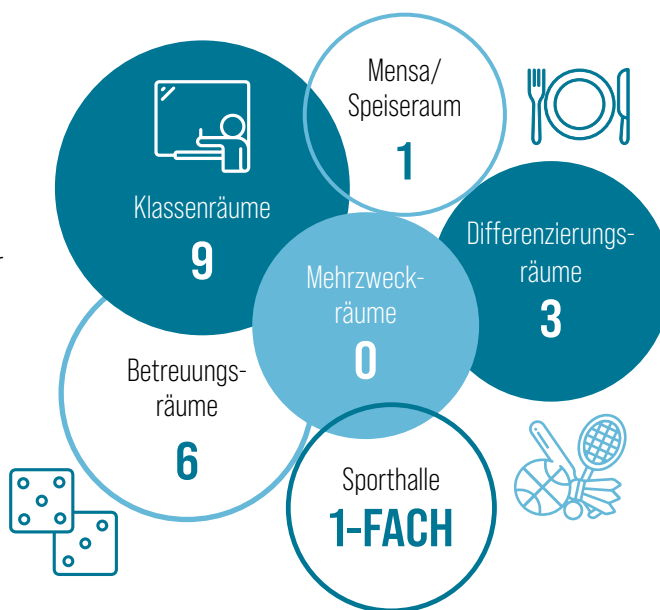 Mensa/
Speiseraum
1
Klassenräume
9
Differenzierungs-
räume
3
r
Mehrzweck-
räume
0
Betreuungs-
räume
6
Sporthalle
1-FACH